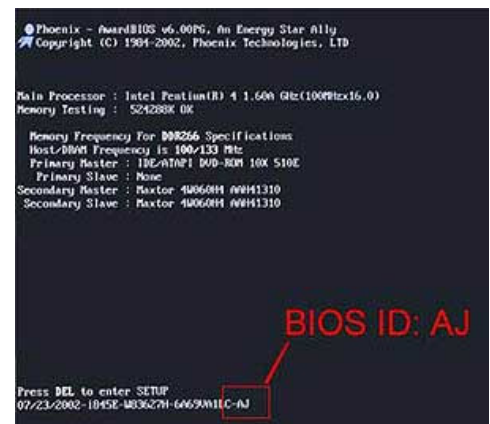 Phoenix - AwardBIOS v6.00PG, An Energy Star Ally
Copyright (C) 1984-2002, Phoenix Technologies, LTD
Main Processor : Intel Pentium(R) 4 1.60A GHz(100MHzx16.0)
Memory Testing : 524288K OK
Memory Frequency For DDR266 Specifications
Host/DRAM Frequency is 100/133 MHz
Primary Master : IDE/ATAPI DVD-ROM 10X S10E
Primary Slave : None
Secondary Master : Maxtor 4W060H4 AAH41310
Secondary Slave : Maxtor 4W060H4 AAH41310
BIOS ID: AJ
Press DEL to enter SETUP
07/23/2002-i845E-W83627H-6A69VA1EC-AJ